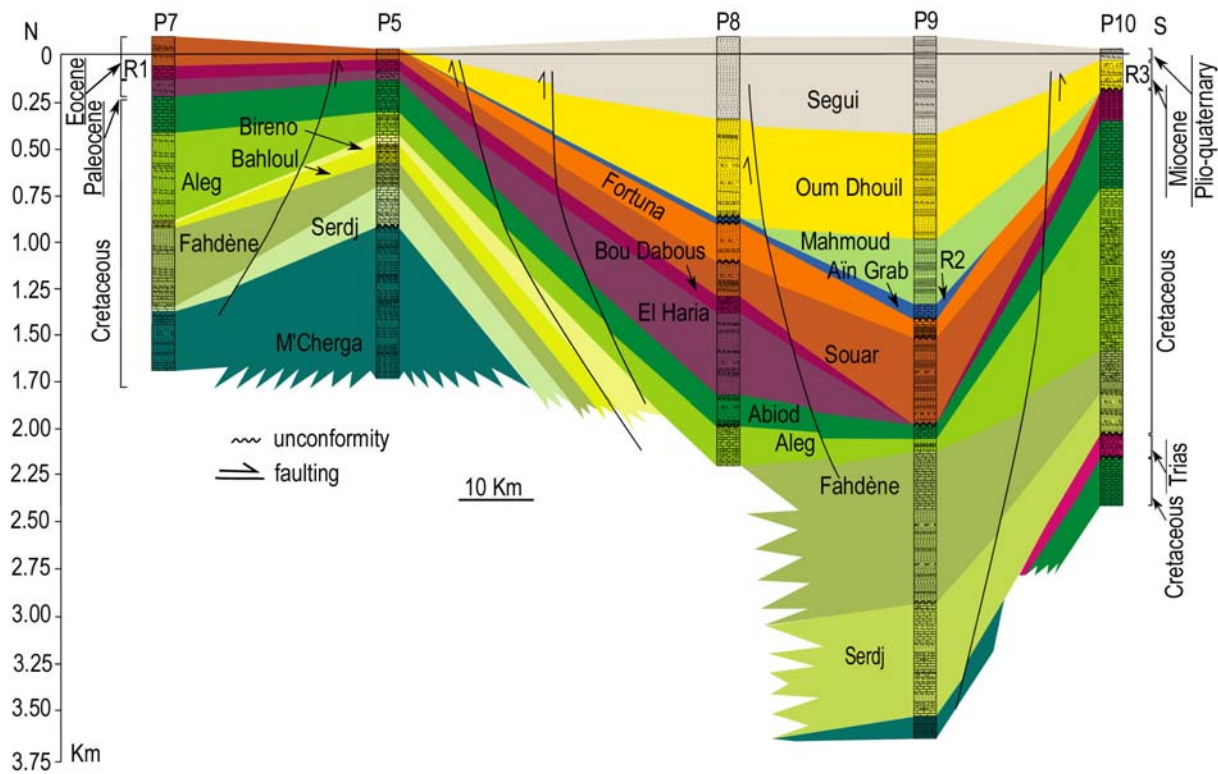 N
P7
P5
P8
P9
P10
S
0
0.25
0.50
0.75
1.00
1.25
1.50
1.70
2.00
2.25
2.50
2.75
3.00
3.25
3.50
3.75
Km
Eocene
R1
Paleocene
Cretaceous
Bireno
Bahloul
Aleg
Fahdène
Serdj
M'Cherga
Segui
Oum Dhouil
Fortuna
Mahmoud
Bou Dabous
Aïn Grab
R2
El Haria
Souar
Abiod
Aleg
Fahdène
Serdj
unconformity
faulting
10 Km
R3
Miocene
Plio-quaternary
Cretaceous
Trias
Cretaceous